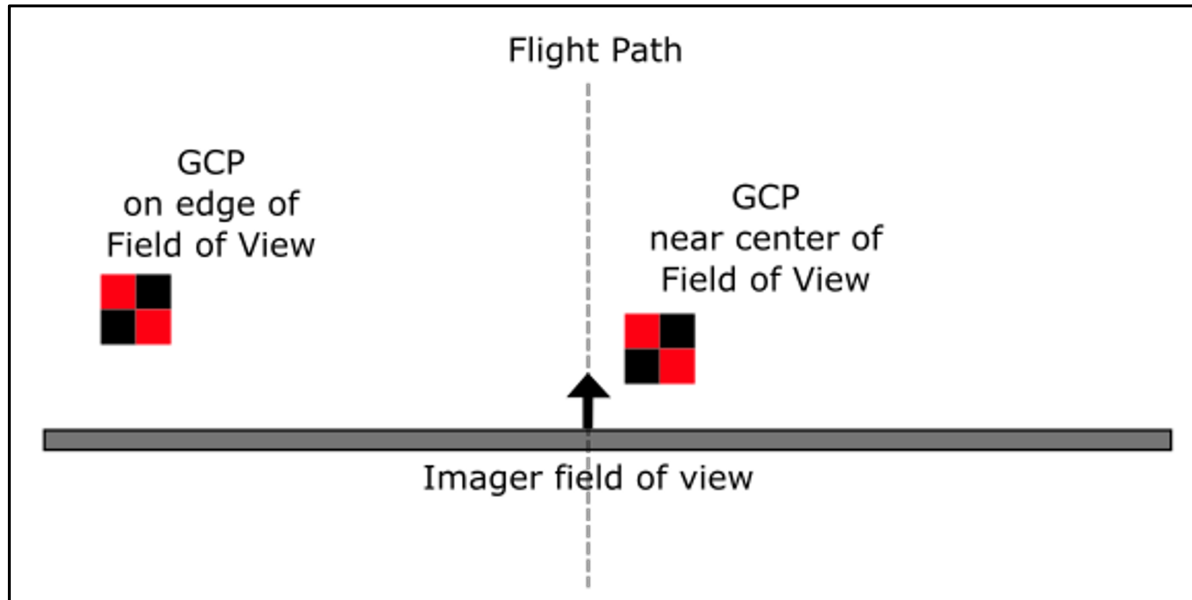 Flight Path
GCP
on edge of
Field of View
GCP
near center of
Field of View
Imager field of view